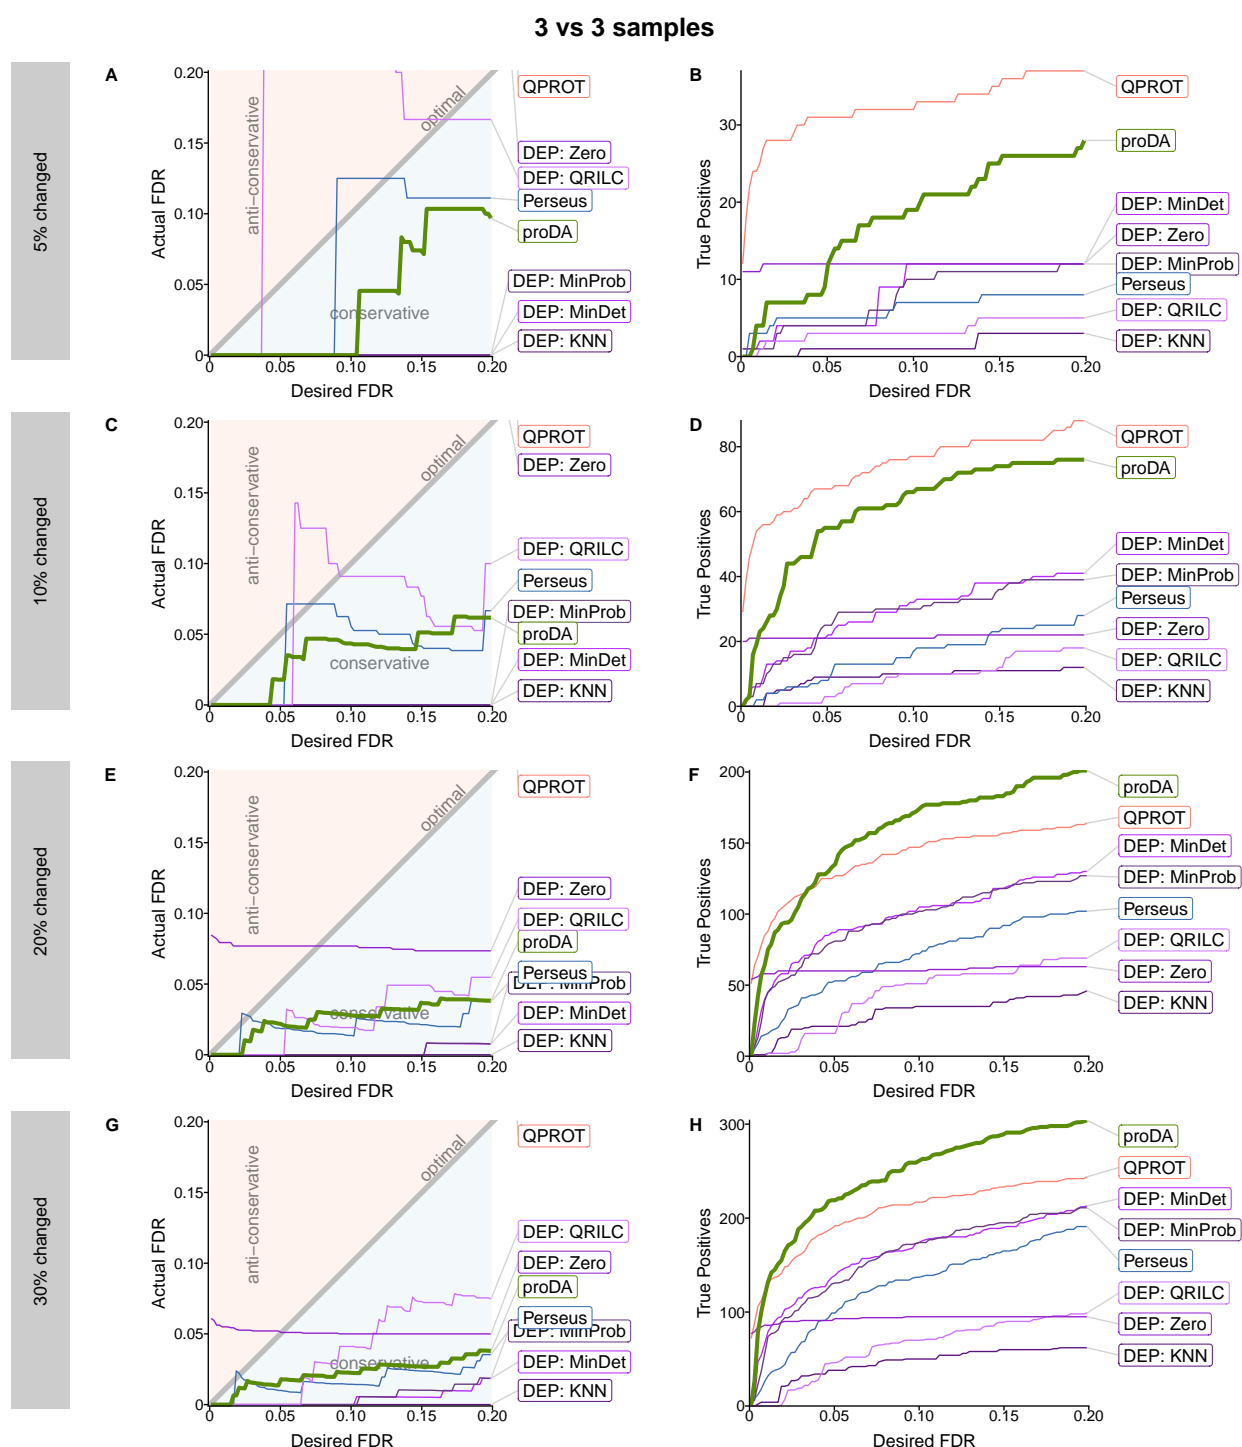 3 vs 3 samples
5% changed
A
0.20
0.15
0.10
0.05
0
Actual FDR
anti−conservative
optimal
conservative
0
0.05
0.10
0.15
0.20
Desired FDR
QPROT
DEP: Zero
DEP: QRILC
Perseus
proDA
DEP: MinProb
DEP: MinDet
DEP: KNN
B
30
20
10
0
True Positives
0
0.05
0.10
0.15
0.20
Desired FDR
QPROT
proDA
DEP: MinDet
DEP: Zero
DEP: MinProb
Perseus
DEP: QRILC
DEP: KNN
10% changed
C
0.20
0.15
0.10
0.05
0
Actual FDR
anti−conservative
optimal
conservative
0
0.05
0.10
0.15
0.20
Desired FDR
QPROT
DEP: Zero
DEP: QRILC
Perseus
DEP: MinProb
proDA
DEP: MinDet
DEP: KNN
D
80
60
40
20
0
True Positives
0
0.05
0.10
0.15
0.20
Desired FDR
QPROT
proDA
DEP: MinDet
DEP: MinProb
Perseus
DEP: Zero
DEP: QRILC
DEP: KNN
20% changed
E
0.20
0.15
0.10
0.05
0
Actual FDR
anti−conservative
optimal
conservative
0
0.05
0.10
0.15
0.20
Desired FDR
QPROT
DEP: Zero
DEP: QRILC
proDA
Perseus
DEP: MinProb
DEP: MinDet
DEP: KNN
F
200
150
100
50
0
True Positives
0
0.05
0.10
0.15
0.20
Desired FDR
proDA
QPROT
DEP: MinDet
DEP: MinProb
Perseus
DEP: QRILC
DEP: Zero
DEP: KNN
30% changed
G
0.20
0.15
0.10
0.05
0
Actual FDR
anti−conservative
optimal
conservative
0
0.05
0.10
0.15
0.20
Desired FDR
QPROT
DEP: QRILC
DEP: Zero
proDA
Perseus
DEP: MinProb
DEP: MinDet
DEP: KNN
H
300
200
100
0
True Positives
0
0.05
0.10
0.15
0.20
Desired FDR
proDA
QPROT
DEP: MinDet
DEP: MinProb
Perseus
DEP: QRILC
DEP: Zero
DEP: KNN